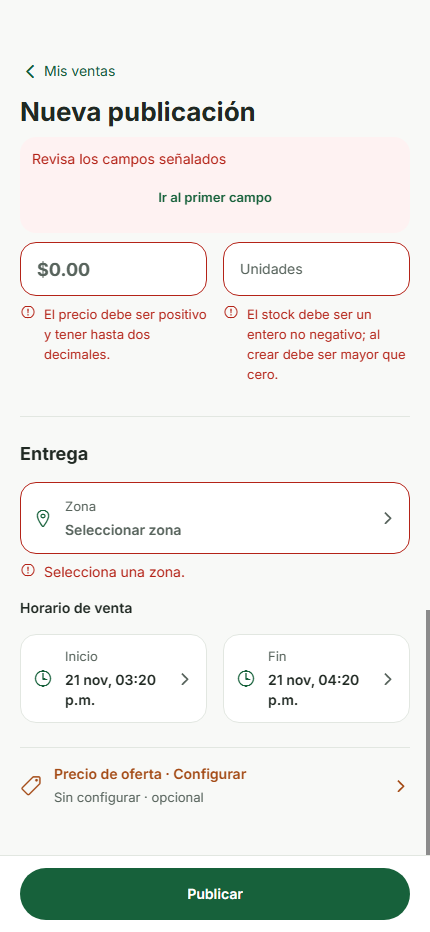 Mis ventas
Nueva publicación
Revisa los campos señalados
Ir al primer campo
$0.00
Unidades
El precio debe ser positivo
y tener hasta dos
decimales.
El stock debe ser un
entero no negativo; al
crear debe ser mayor que
cero.
Entrega
Zona
Seleccionar zona
Selecciona una zona.
Horario de venta
Inicio
21 nov, 03:20
p.m.
Fin
21 nov, 04:20
p.m.
Precio de oferta · Configurar
Sin configurar · opcional
Publicar